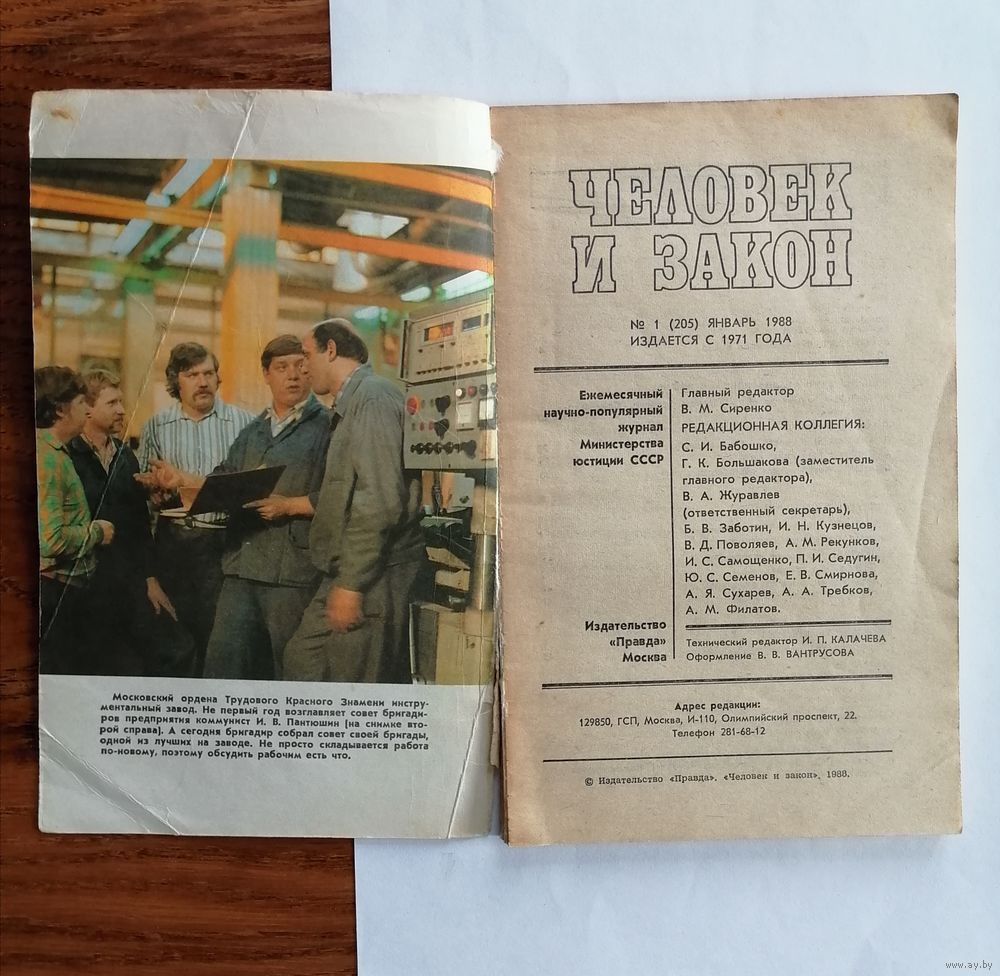 Московский ордена Трудового Красного Знамени инстру-
ментальный завод. Не первый год возглавляет совет бригади-
ров предприятия коммунист И. В. Пантюшин (на снимке вто-
рой справа). А сегодня бригадир собрал совет своей бригады,
одной из лучших на заводе. Не просто складывается работа
по-новому, поэтому обсудить рабочим есть что.
ЧЕЛОВЕК
И ЗАКОН
№ 1 (205) ЯНВАРЬ 1988
ИЗДАЕТСЯ С 1971 ГОДА
Ежемесячный
научно-популярный
журнал
Министерства
юстиции СССР
Главный редактор
В. М. Сиренко
РЕДАКЦИОННАЯ КОЛЛЕГИЯ:
С. И. Бабошко,
Г. К. Большакова (заместитель
главного редактора),
В. А. Журавлев
(ответственный секретарь),
Б. В. Заботин, И. Н. Кузнецов,
В. Д. Поволяев, А. М. Рекунков,
И. С. Самощенко, П. И. Седугин,
Ю. С. Семенов, Е. В. Смирнова,
А. Я. Сухарев, А. А. Требков,
А. М. Филатов.
Издательство
«Правда»
Москва
Технический редактор И. П. КАЛАЧЕВА
Оформление В. В. ВАНТРУСОВА
Адрес редакции:
129850, ГСП, Москва, И-110, Олимпийский проспект, 22.
Телефон 281-68-12
© Издательство «Правда». «Человек и закон», 1988.
www.ay.by